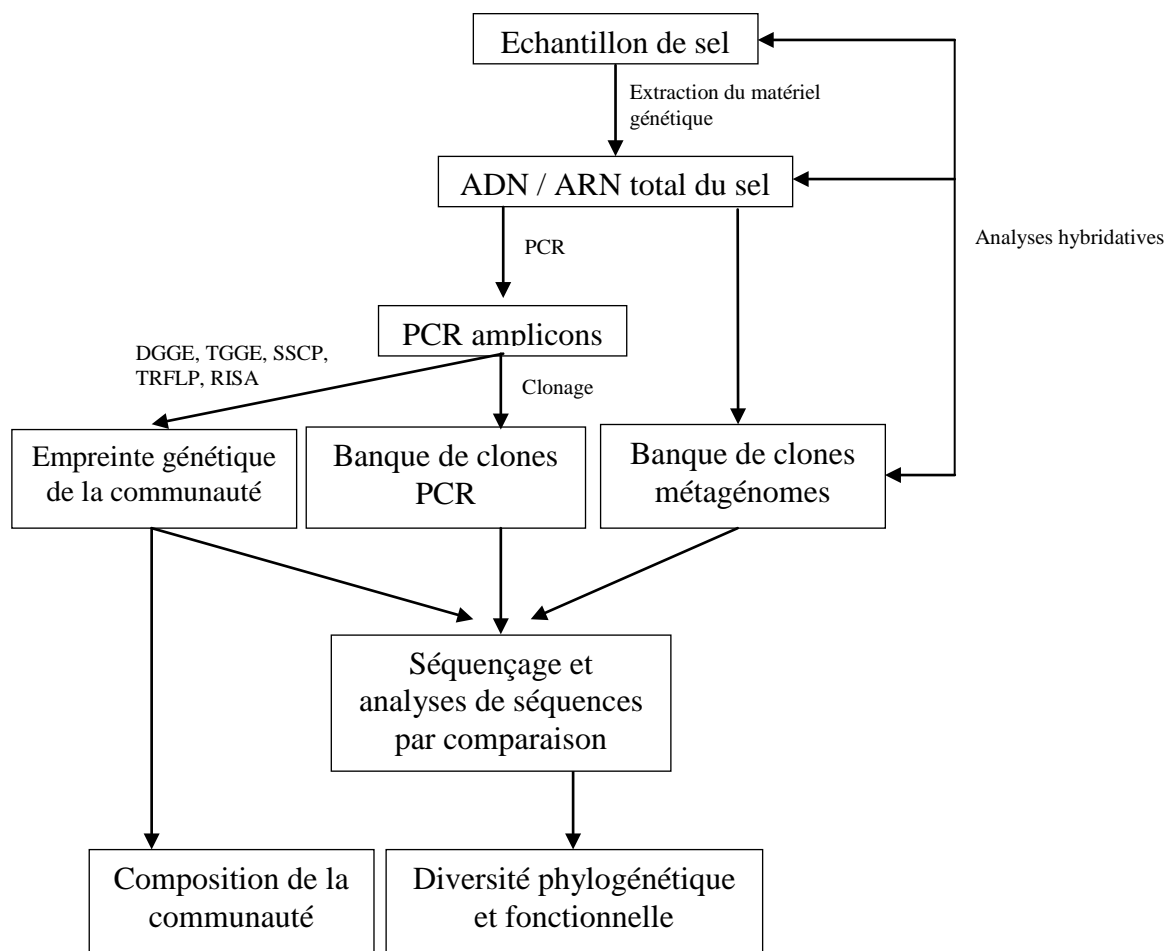 Echantillon de sel
Extraction du matériel
génétique
ADN / ARN total du sel
Analyses hybridatives
PCR
PCR amplicons
DGGE, TGGE, SSCP,
TRFLP, RISA
Clonage
Empreinte génétique
de la communauté
Banque de clones
PCR
Banque de clones
métagénomes
Séquençage et
analyses de séquences
par comparaison
Composition de la
communauté
Diversité phylogénétique
et fonctionnelle